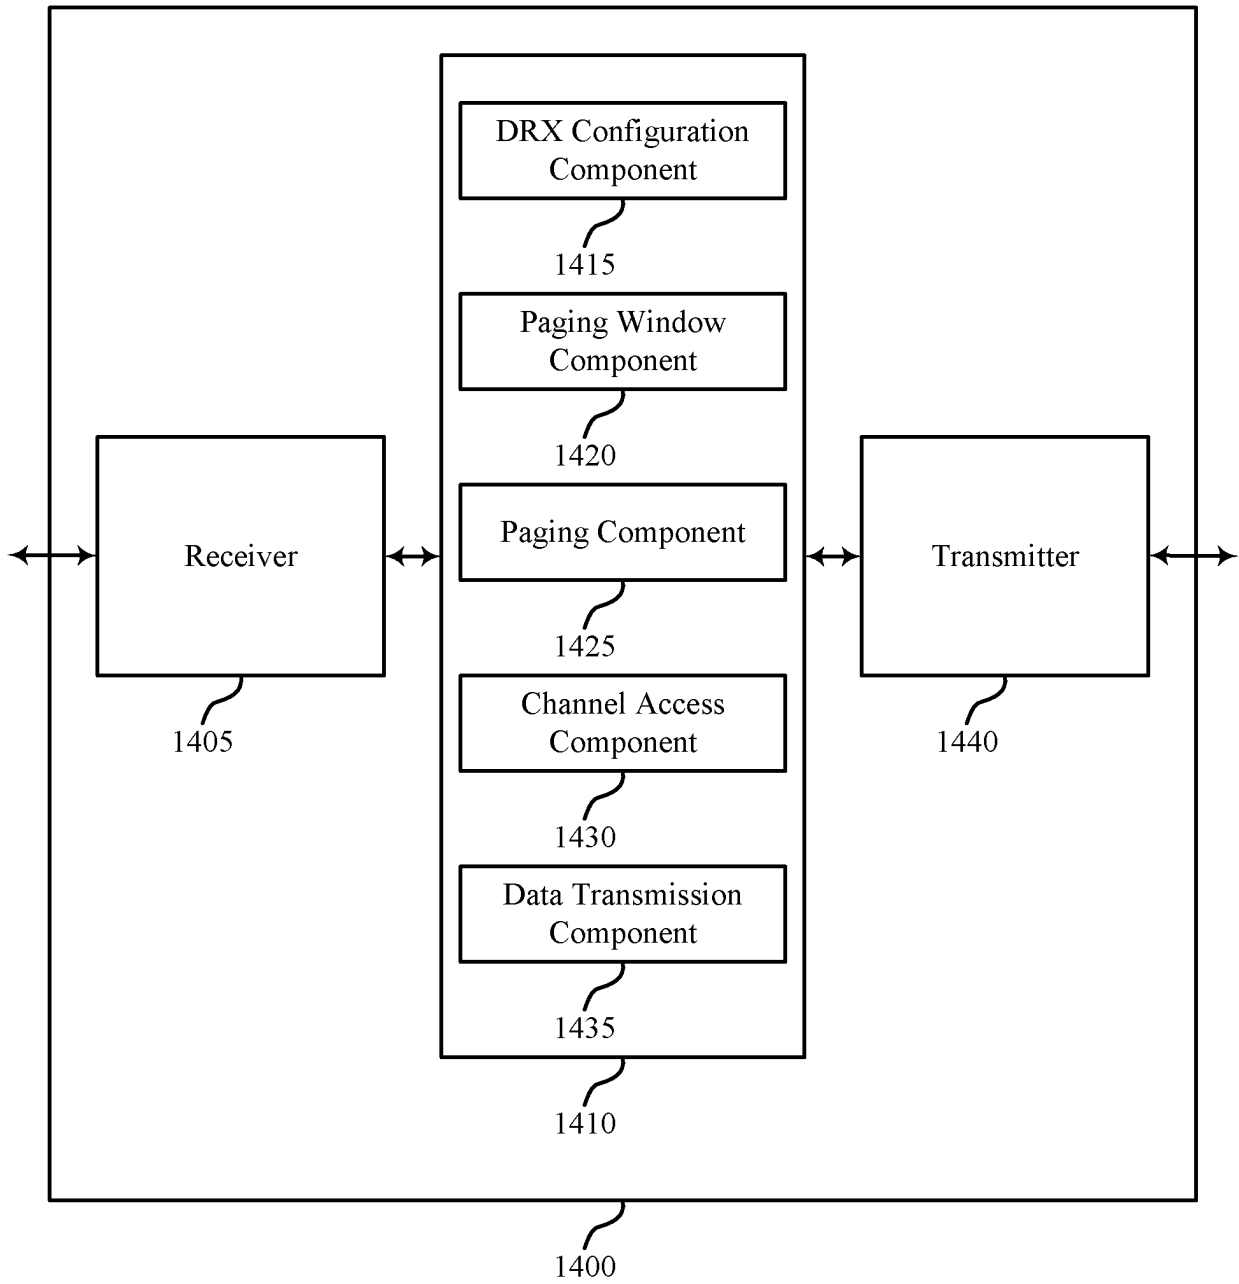 DRX Configuration
Component
1415
Paging Window
Component
1420
Receiver
1405
Paging Component
1425
Transmitter
1440
Channel Access
Component
1430
Data Transmission
Component
1435
1410
1400